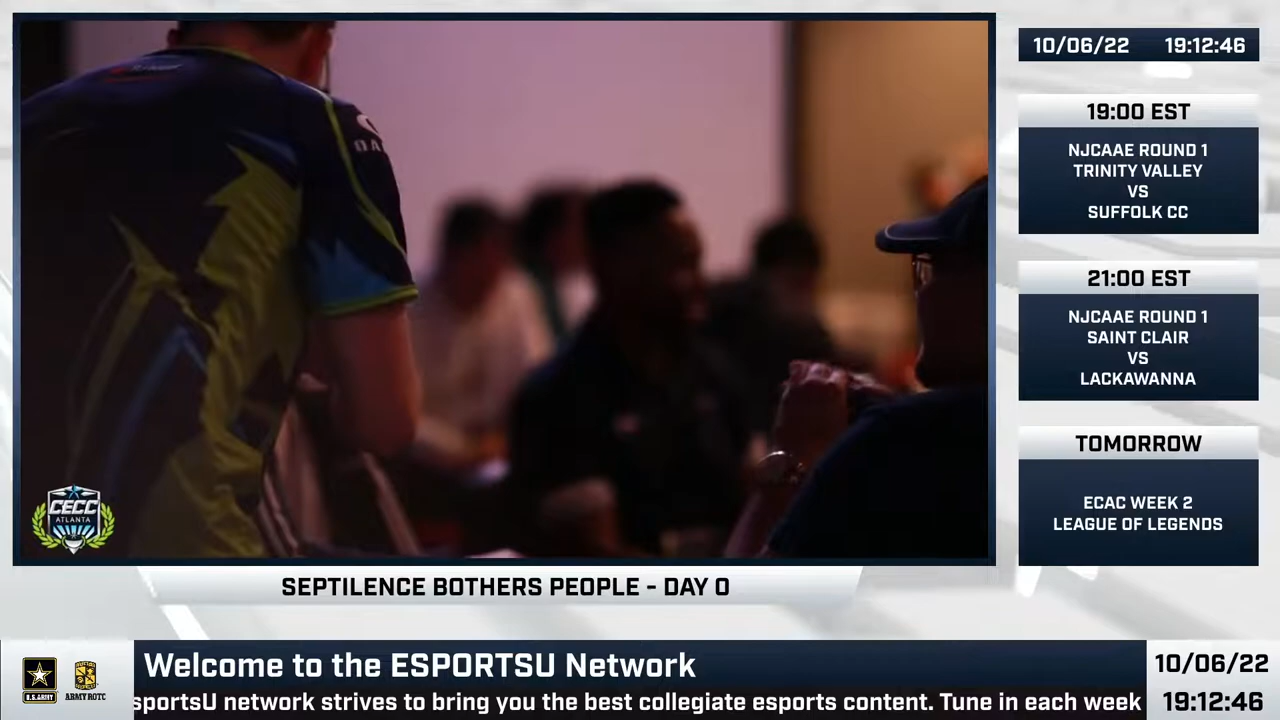 10/06/22 19:12:46
19:00 EST
NJCAAE ROUND 1
TRINITY VALLEY
VS
SUFFOLK CC
21:00 EST
NJCAAE ROUND 1
SAINT CLAIR
VS
LACKAWANNA
TOMORROW
ECAC WEEK 2
LEAGUE OF LEGENDS
CECC
ATLANTA
SEPTILENCE BOTHERS PEOPLE - DAY 0
U.S.ARMY
ARMY ROTC
Welcome to the ESPORTSU Network
sportsU network strives to bring you the best collegiate esports content. Tune in each week
10/06/22
19:12:46